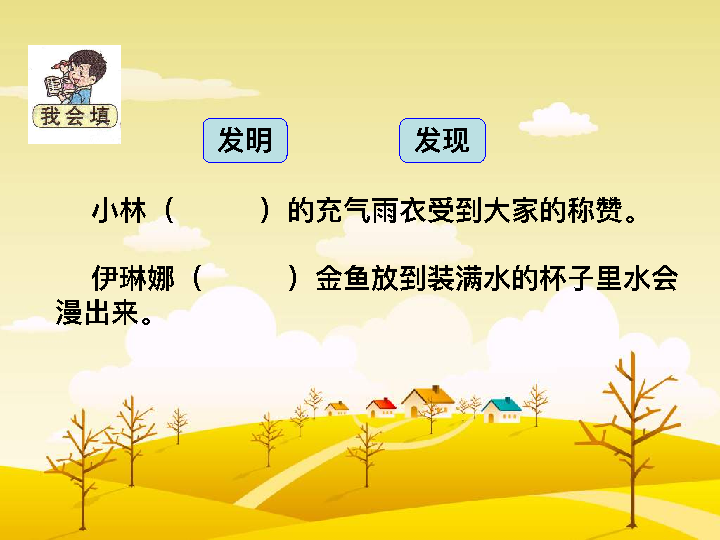 我会填
发明 发现
小林（ ）的充气雨衣受到大家的称赞。
伊琳娜（ ）金鱼放到装满水的杯子里水会
漫出来。